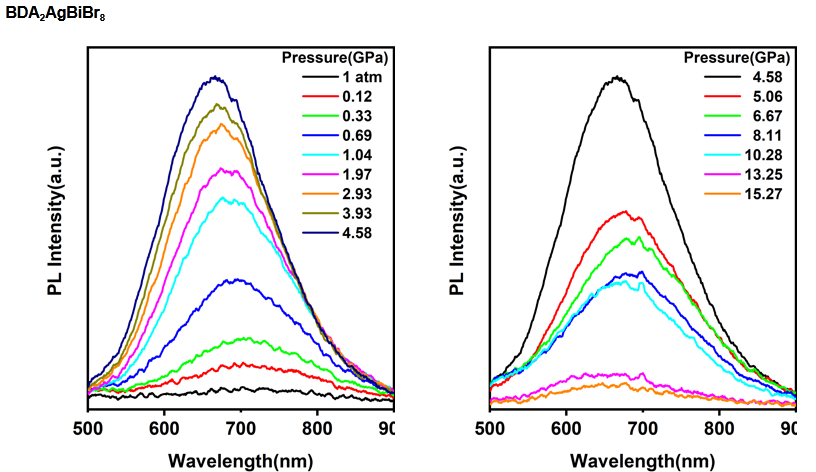 BDA₂AgBiBr₈
Pressure(GPa)
1 atm
0.12
0.33
0.69
1.04
1.97
2.93
3.93
4.58
PL Intensity(a.u.)
500 600 700 800 90
Wavelength(nm)
Pressure(GPa)
4.58
5.06
6.67
8.11
10.28
13.25
15.27
PL Intensity(a.u.)
500 600 700 800 90
Wavelength(nm)